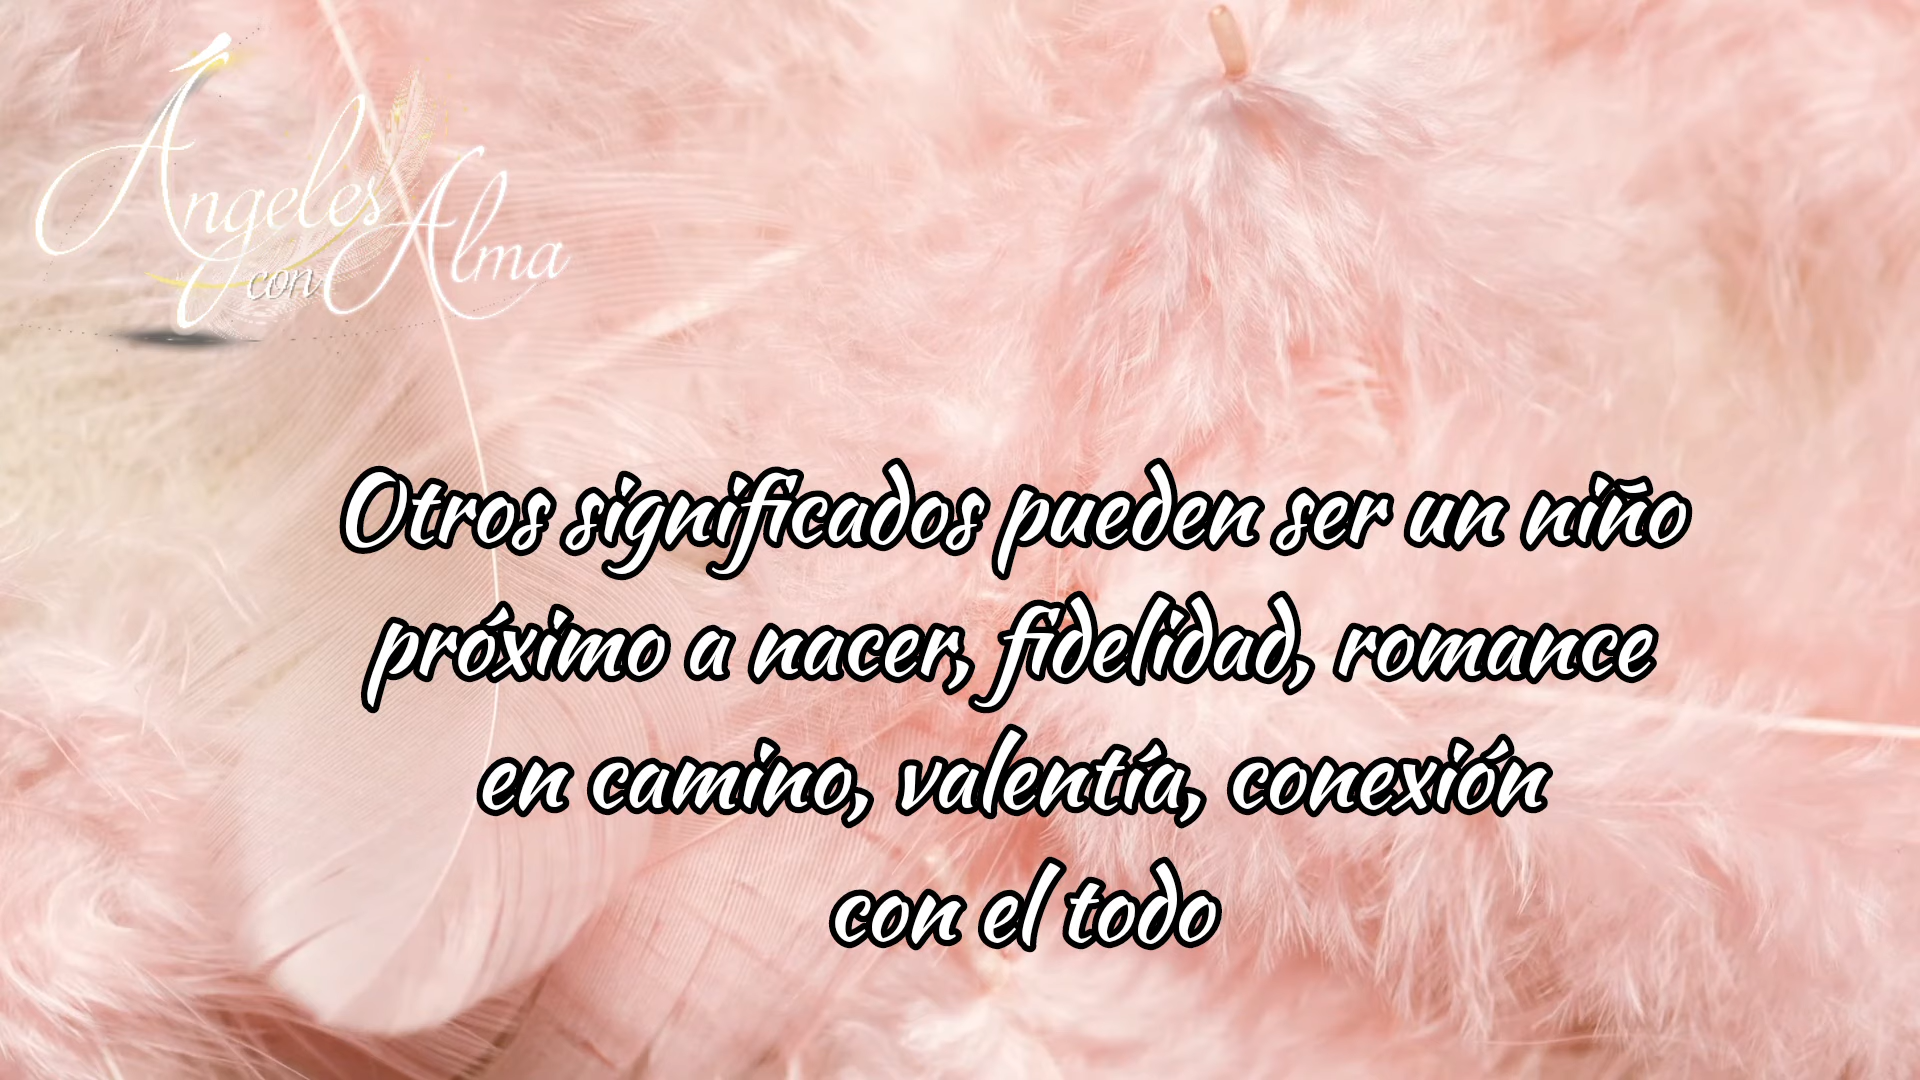 Ángeles
con Alma
Otros significados pueden ser un niño
próximo a nacer, fidelidad, romance
en camino, valentía, conexión
con el todo